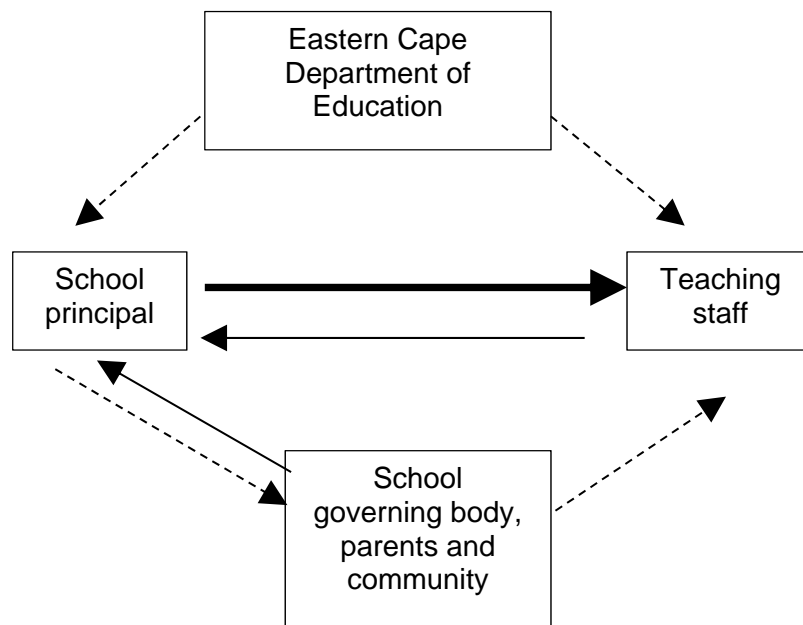 Eastern Cape
Department of
Education
School
principal
Teaching
staff
School
governing body,
parents and
community